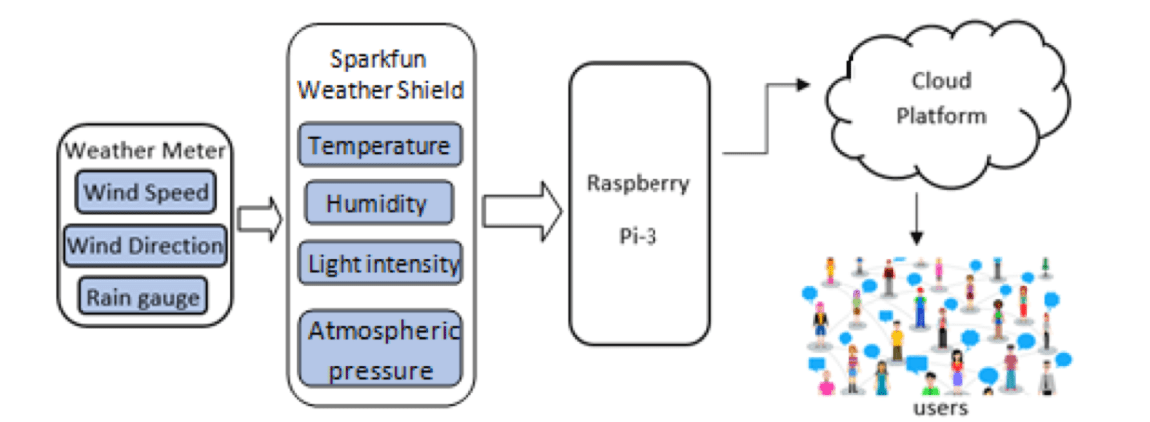 Weather Meter
Wind Speed
Wind Direction
Rain gauge
Sparkfun
Weather Shield
Temperature
Humidity
Light intensity
Atmospheric
pressure
Raspberry
Pi-3
Cloud
Platform
users